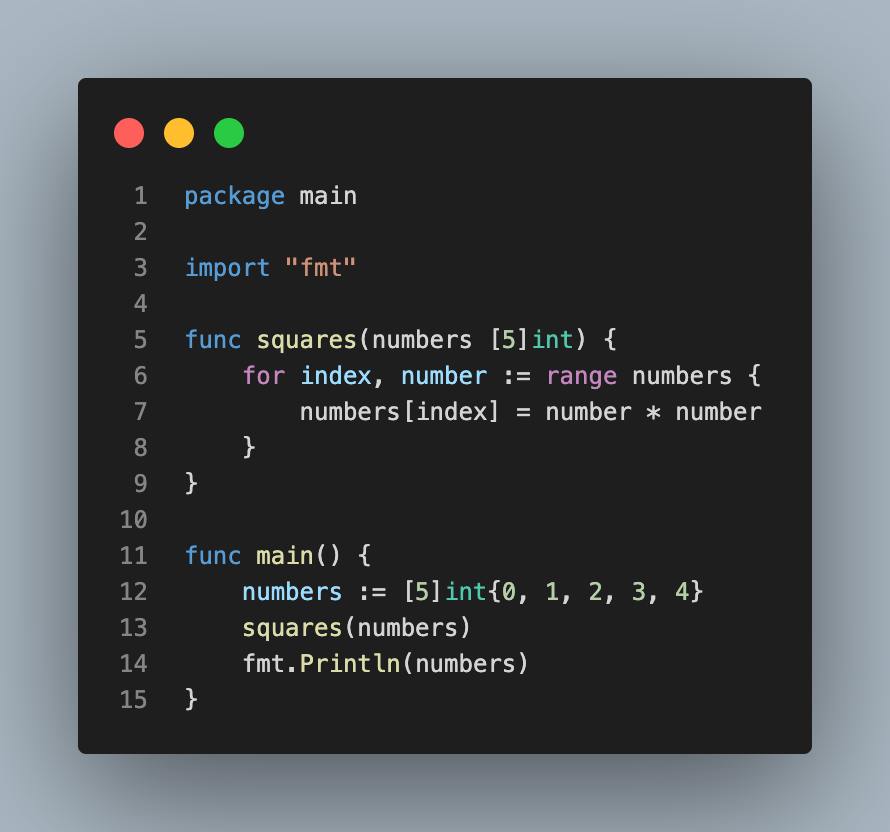 1 package main
2
3 import "fmt"
4
5 func squares(numbers [5]int) {
6     for index, number := range numbers {
7         numbers[index] = number * number
8     }
9 }
10
11 func main() {
12     numbers := [5]int{0, 1, 2, 3, 4}
13     squares(numbers)
14     fmt.Println(numbers)
15 }